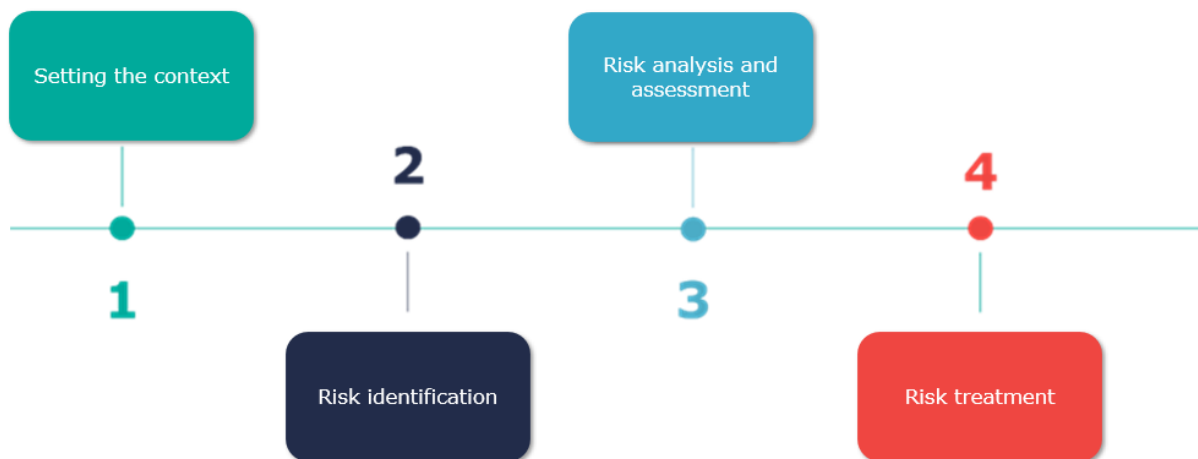 Setting the context
1
2
Risk identification
Risk analysis and
assessment
3
4
Risk treatment